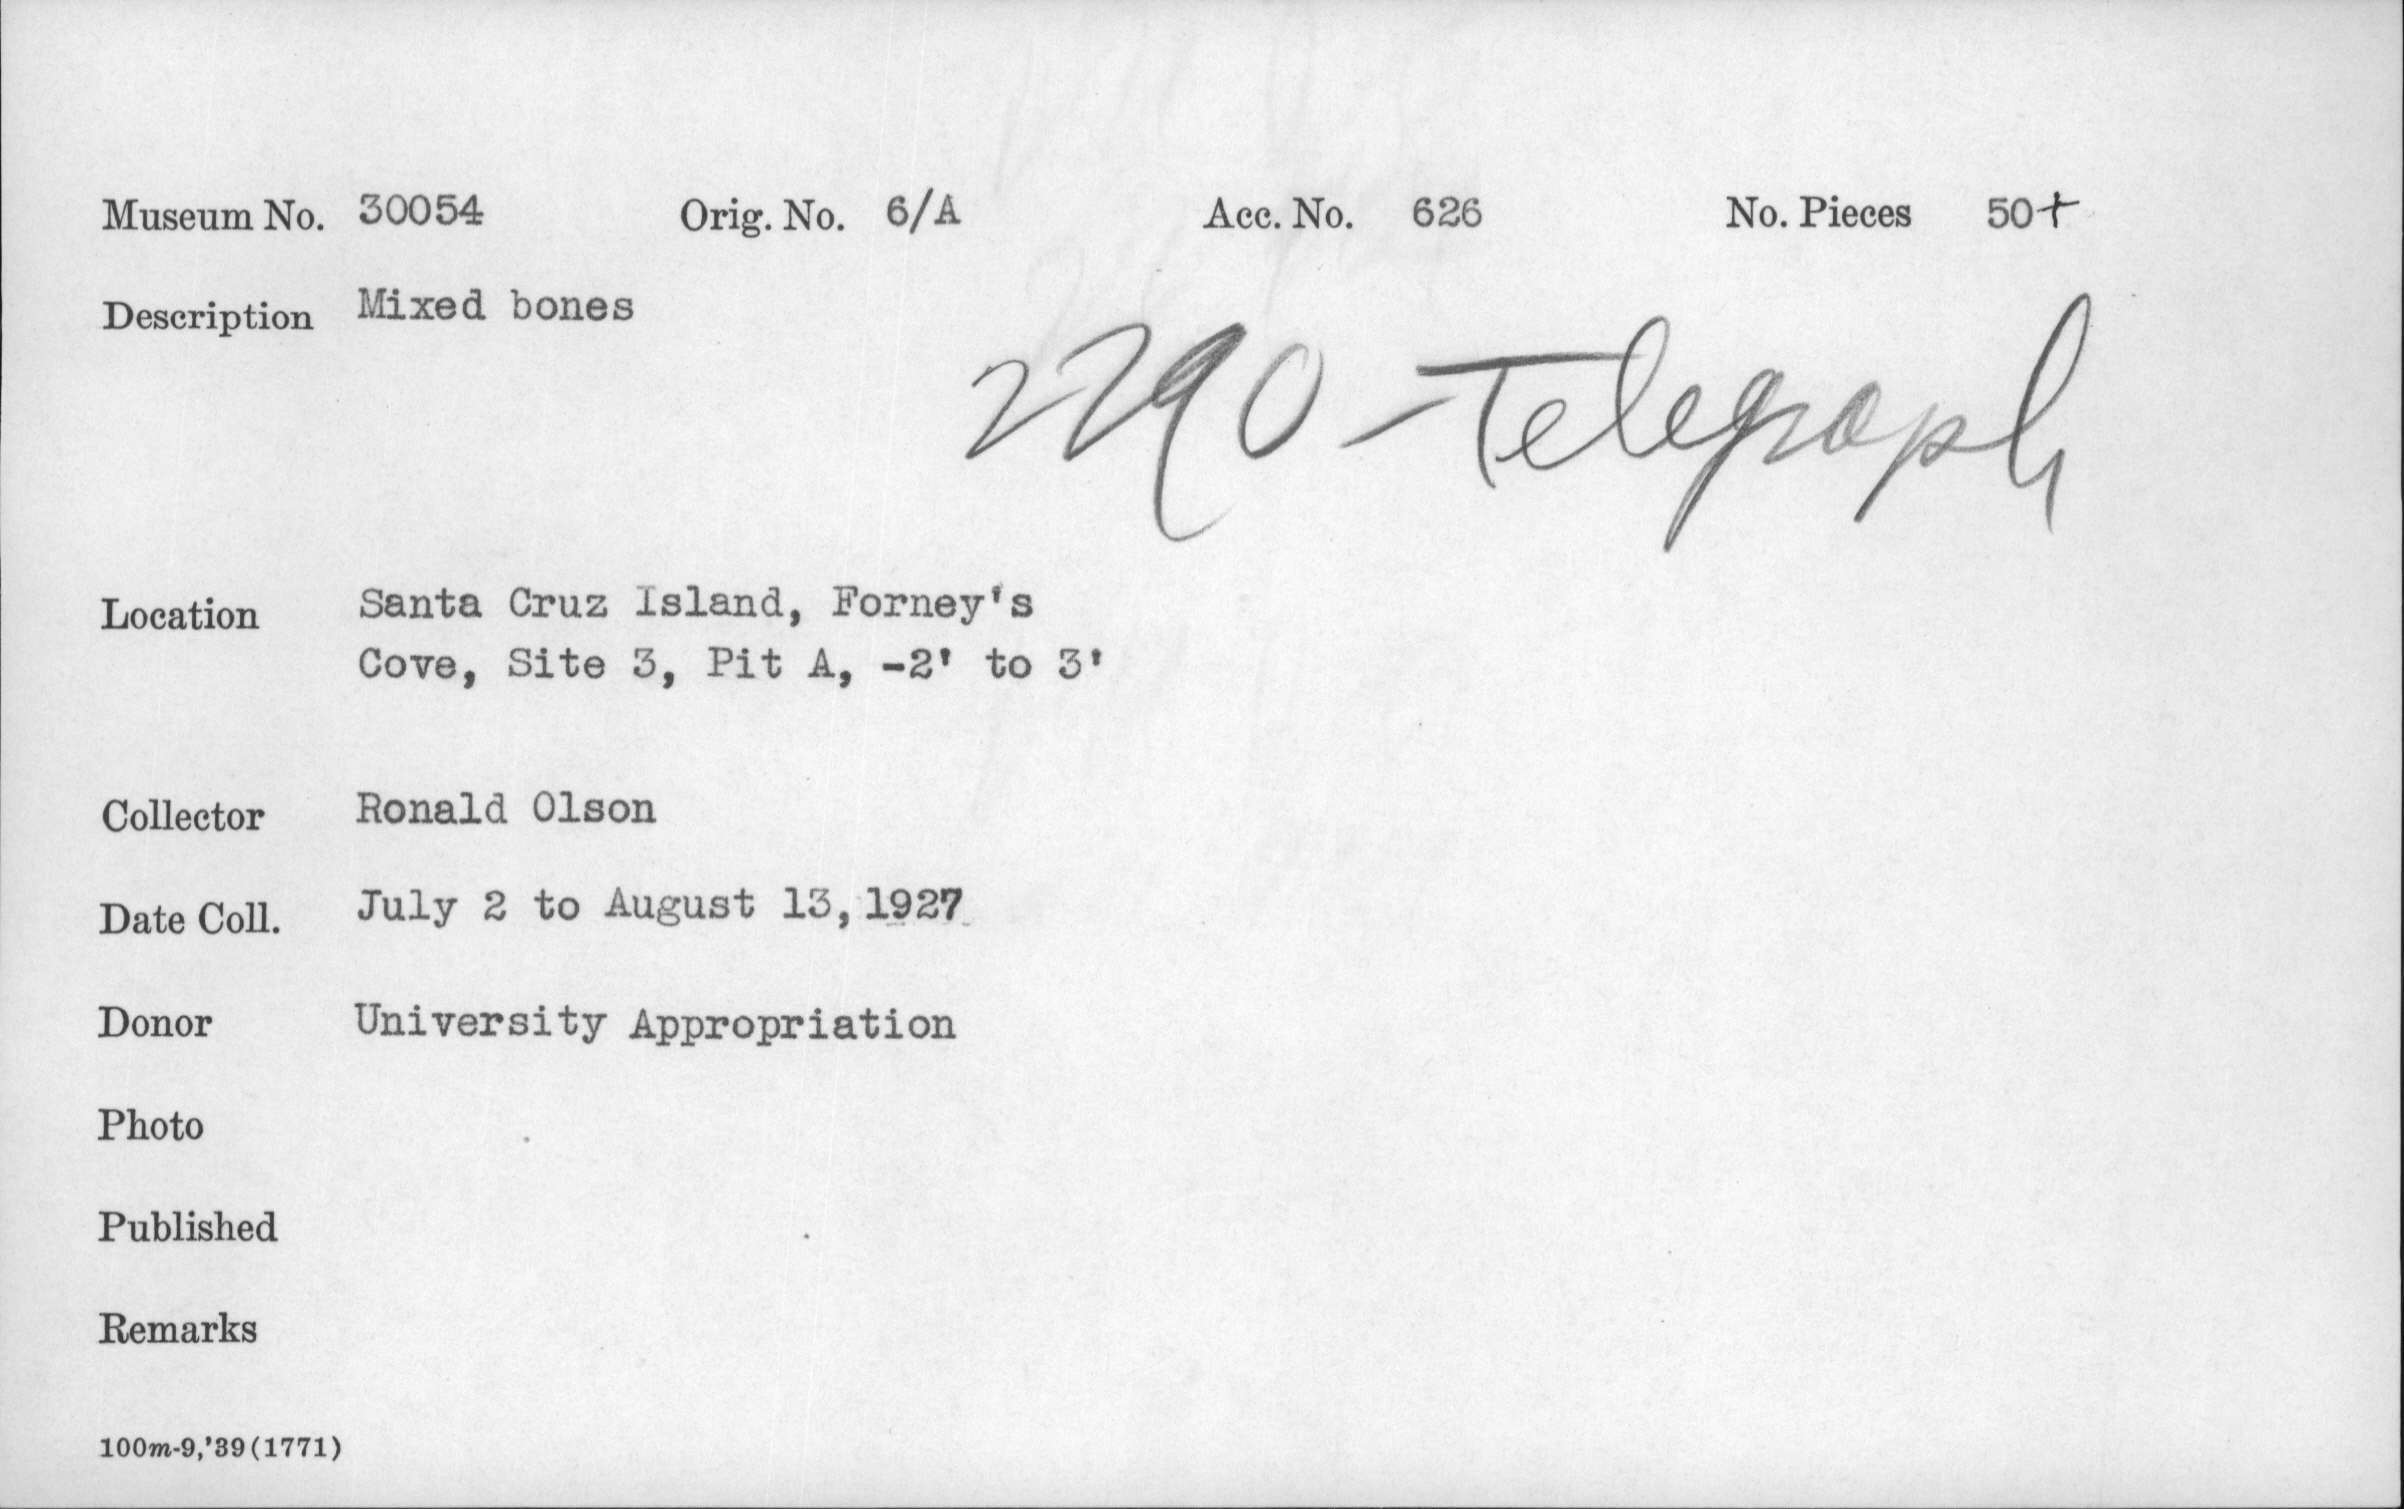 Museum No. 30054 Orig. No. 6/A Acc. No. 626 No. Pieces 50+
Description Mixed bones
2290 - Telegraph
Location Santa Cruz Island, Forney's
Cove, Site 3, Pit A, -2' to 3'
Collector Ronald Olson
Date Coll. July 2 to August 13, 1927
Donor University Appropriation
Photo
Published
Remarks
100m-9,'39(1771)